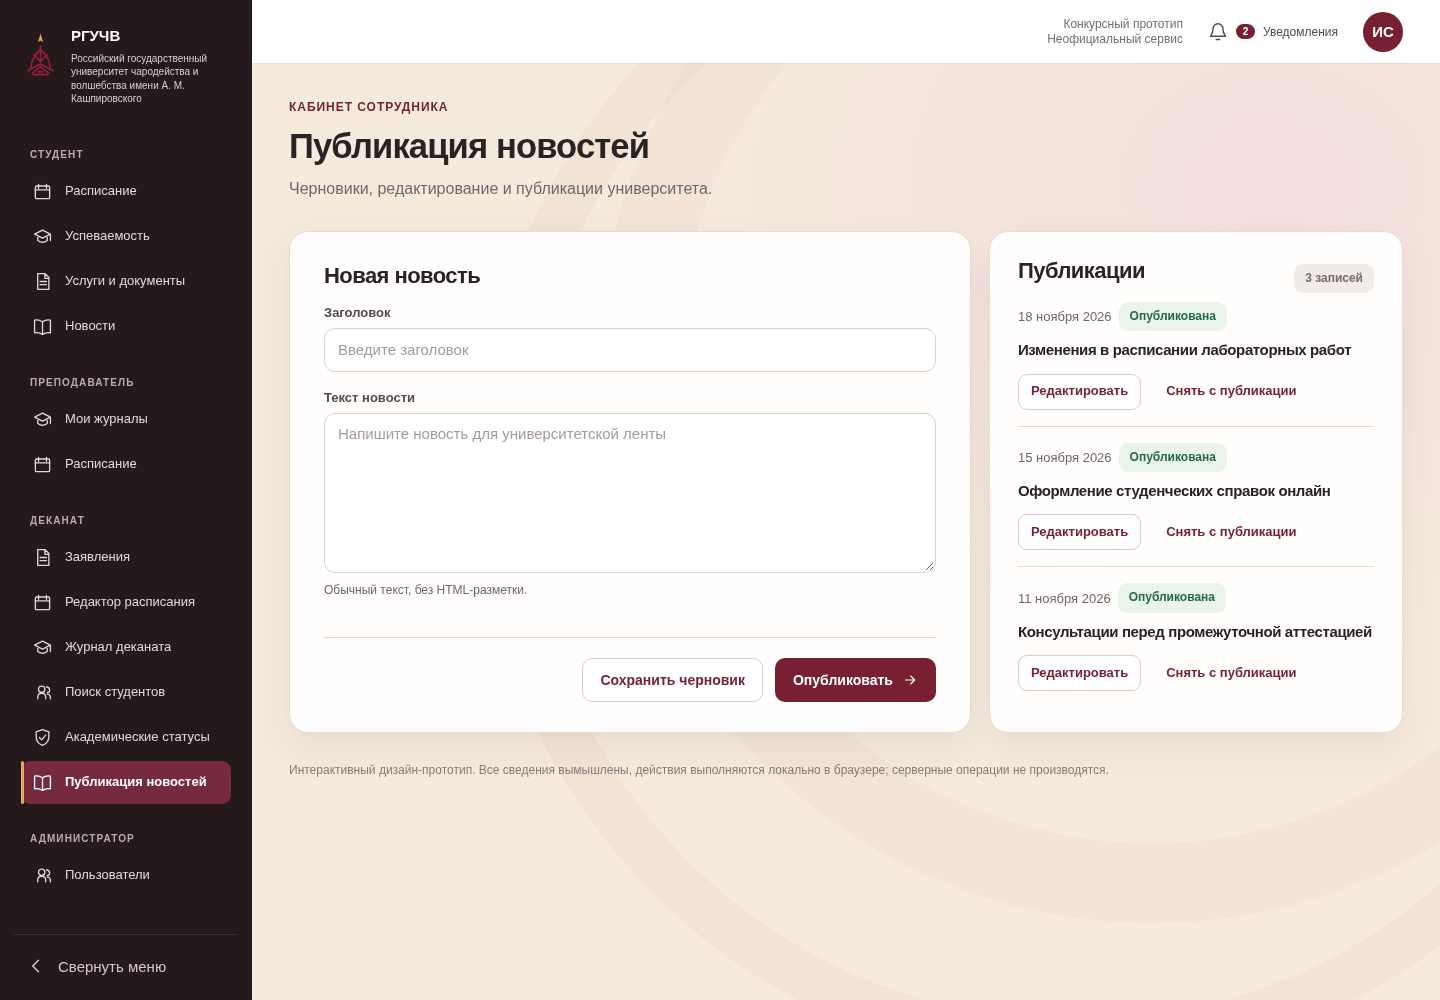 РГУЧВ
Российский государственный
университет чародейства и
волшебства имени А. М.
Кашпировского
СТУДЕНТ
Расписание
Успеваемость
Услуги и документы
Новости
ПРЕПОДАВАТЕЛЬ
Мои журналы
Расписание
ДЕКАНАТ
Заявления
Редактор расписания
Журнал деканата
Поиск студентов
Академические статусы
Публикация новостей
АДМИНИСТРАТОР
Пользователи
Свернуть меню
Конкурсный прототип
Неофициальный сервис
2 Уведомления
ИС
КАБИНЕТ СОТРУДНИКА
Публикация новостей
Черновики, редактирование и публикации университета.
Новая новость
Заголовок
Введите заголовок
Текст новости
Напишите новость для университетской ленты
Обычный текст, без HTML-разметки.
Сохранить черновик
Опубликовать
Публикации
3 записей
18 ноября 2026 Опубликована
Изменения в расписании лабораторных работ
Редактировать Снять с публикации
15 ноября 2026 Опубликована
Оформление студенческих справок онлайн
Редактировать Снять с публикации
11 ноября 2026 Опубликована
Консультации перед промежуточной аттестацией
Редактировать Снять с публикации
Интерактивный дизайн-прототип. Все сведения вымышлены, действия выполняются локально в браузере; серверные операции не производятся.